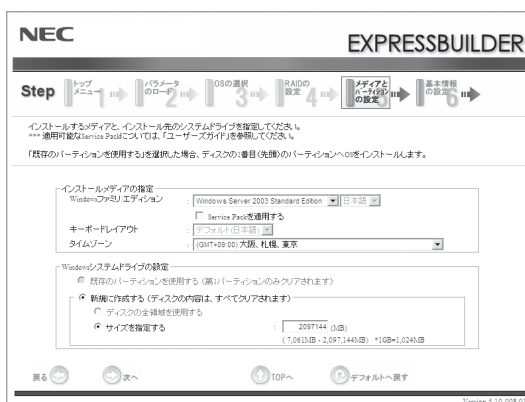 NEC
EXPRESSBUILDER
Step
トップメニュー 1
パラメータのロード 2
OSの選択 3
RAIDの設定 4
メディアとパーティションの設定 5
基本情報の設定 6
インストールするメディアと、インストール先のシステムドライブを指定してください。
*** 適用可能なService Packについては、「ユーザーズガイド」を参照してください。
「既存のパーティションを使用する」を選択した場合、ディスクの1番目(先頭)のパーティションへOSをインストールします。
インストールメディアの指定
Windowsファミリ/エディション : Windows Server 2003 Standard Edition 日本語
Service Packを適用する
キーボードレイアウト : デフォルト(日本語)
タイムゾーン : (GMT+09:00) 大阪、札幌、東京
Windowsシステムドライブの設定
既存のパーティションを使用する (第1パーティションのみクリアされます)
新規に作成する (ディスクの内容は、すべてクリアされます)
ディスクの全領域を使用する
サイズを指定する : 2097144 (MB)
( 7,061MB - 2,097,144MB) *1GB=1,024MB
戻る
次へ
TOPへ
デフォルトへ戻す